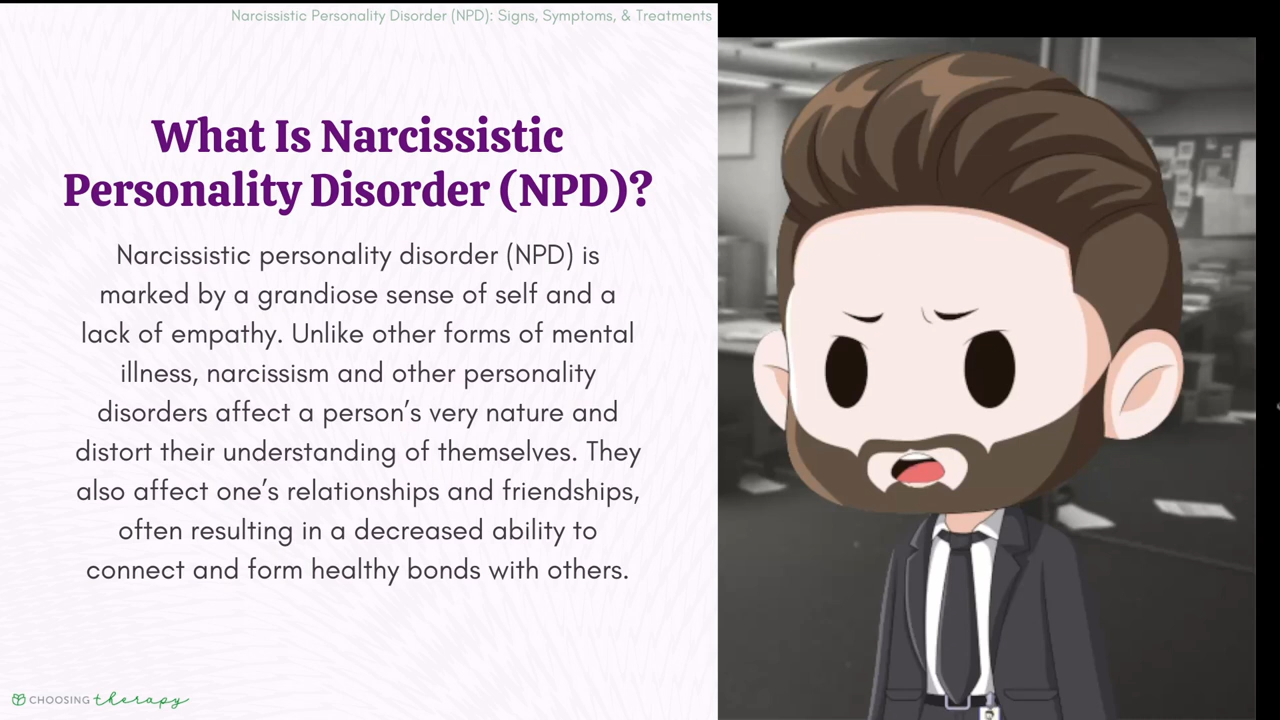 Narcissistic Personality Disorder (NPD): Signs, Symptoms, & Treatments
What Is Narcissistic
Personality Disorder (NPD)?
Narcissistic personality disorder (NPD) is
marked by a grandiose sense of self and a
lack of empathy. Unlike other forms of mental
illness, narcissism and other personality
disorders affect a person’s very nature and
distort their understanding of themselves. They
also affect one’s relationships and friendships,
often resulting in a decreased ability to
connect and form healthy bonds with others.
CHOOSING therapy